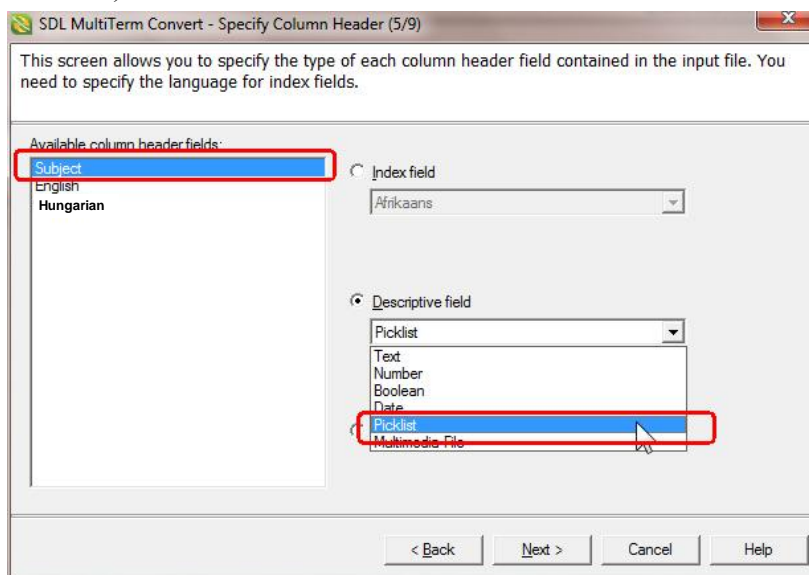 SDL MultiTerm Convert - Specify Column Header (5/9)
This screen allows you to specify the type of each column header field contained in the input file. You
need to specify the language for index fields.
Available column header fields:
Subject
English
Hungarian
Index field
Afrikaans
Descriptive field
Picklist
Text
Number
Boolean
Date
Picklist
Multimedia File
< Back
Next >
Cancel
Help